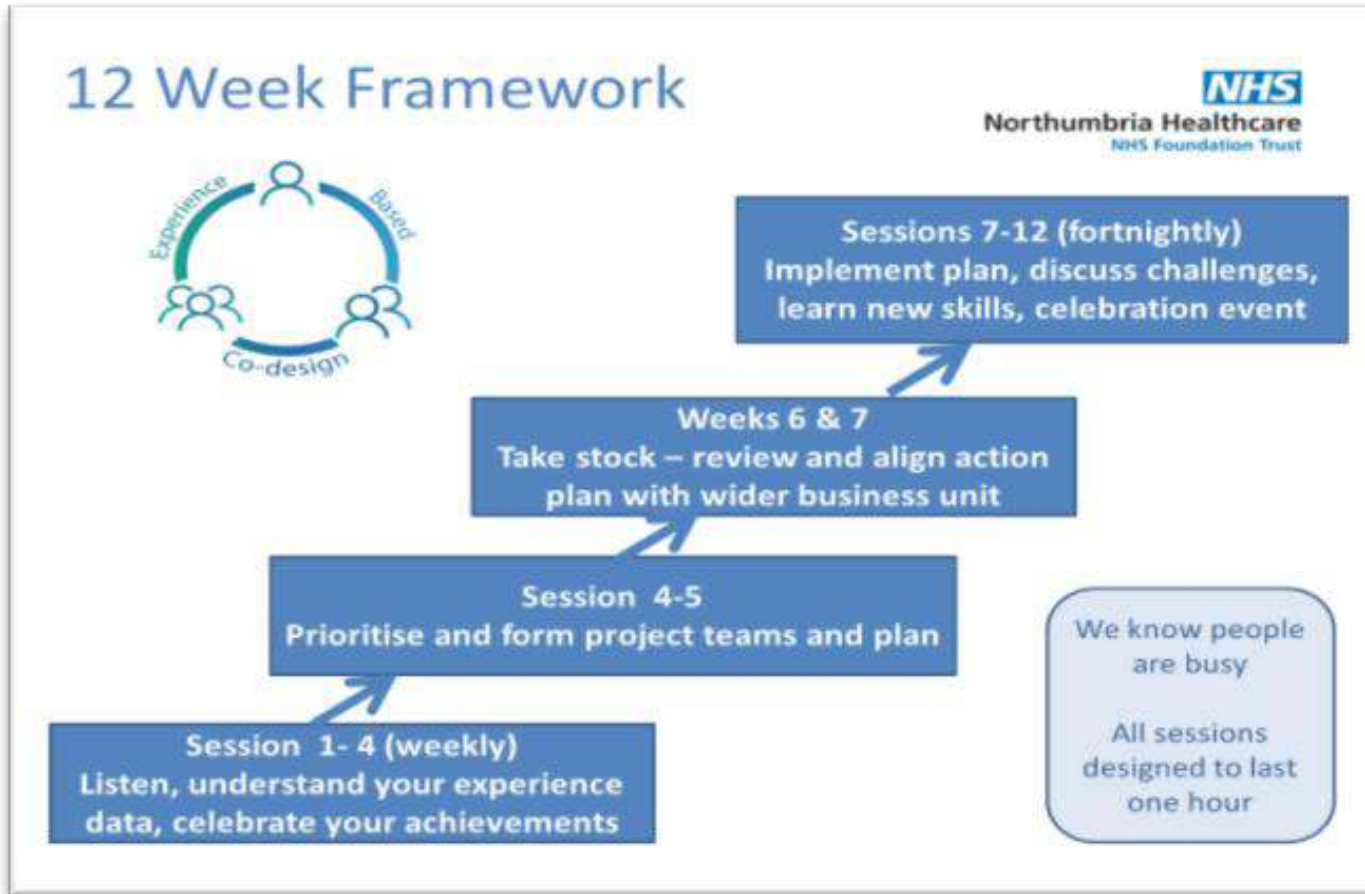 12 Week Framework
NHS
Northumbria Healthcare
NHS Foundation Trust
Experience
Based
Co-design
Sessions 7-12 (fortnightly)
Implement plan, discuss challenges,
learn new skills, celebration event
Weeks 6 & 7
Take stock – review and align action
plan with wider business unit
Session 4-5
Prioritise and form project teams and plan
Session 1- 4 (weekly)
Listen, understand your experience
data, celebrate your achievements
We know people
are busy
All sessions
designed to last
one hour